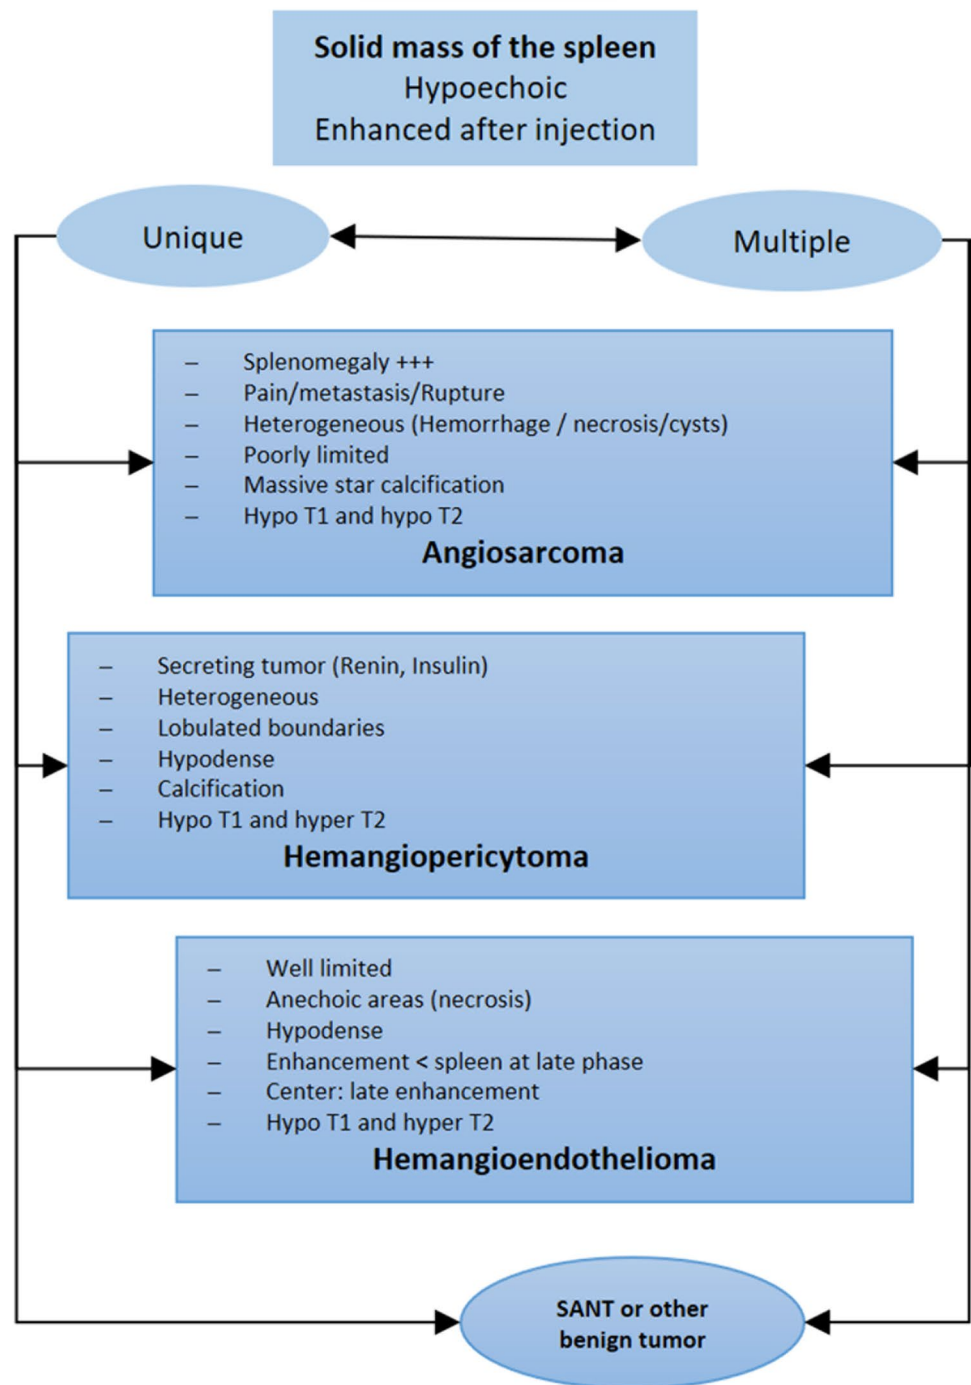 Solid mass of the spleen
Hypoechoic
Enhanced after injection
Unique
Multiple
– Splenomegaly +++
– Pain/metastasis/Rupture
– Heterogeneous (Hemorrhage / necrosis/cysts)
– Poorly limited
– Massive star calcification
– Hypo T1 and hypo T2
Angiosarcoma
– Secreting tumor (Renin, Insulin)
– Heterogeneous
– Lobulated boundaries
– Hypodense
– Calcification
– Hypo T1 and hyper T2
Hemangiopericytoma
– Well limited
– Anechoic areas (necrosis)
– Hypodense
– Enhancement < spleen at late phase
– Center: late enhancement
– Hypo T1 and hyper T2
Hemangioendothelioma
SANT or other
benign tumor